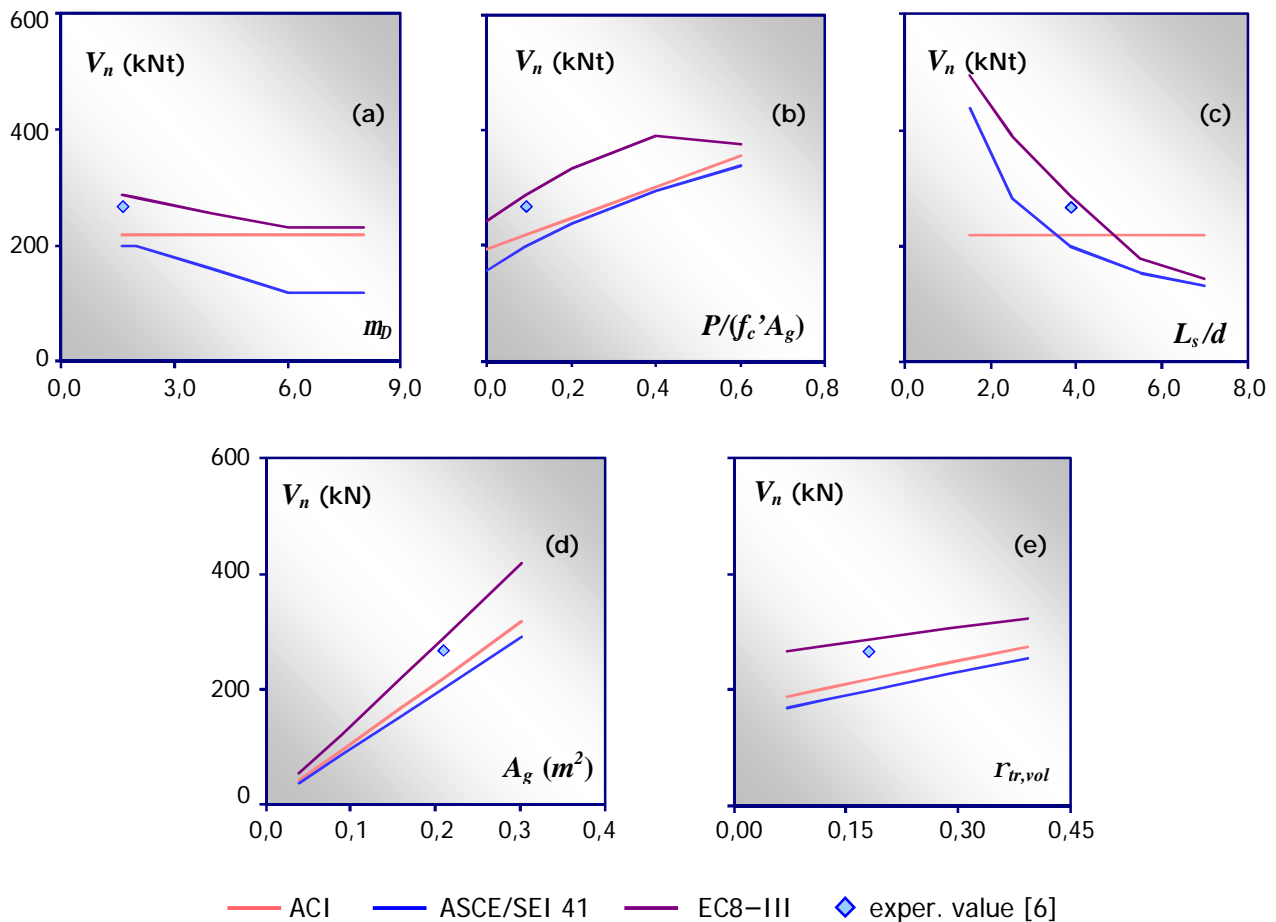 600
400
200
0
V_n (kNt)
(a)
m_D
0,0 3,0 6,0 9,0
V_n (kNt)
(b)
P/(f_c’A_g)
0,0 0,2 0,4 0,6 0,8
V_n (kNt)
(c)
L_s/d
0,0 2,0 4,0 6,0 8,0
600
400
200
0
V_n (kN)
(d)
A_g (m²)
0,0 0,1 0,2 0,3 0,4
V_n (kN)
(e)
r_tr,vol
0,00 0,15 0,30 0,45
ACI ASCE/SEI 41 EC8–III exper. value [6]